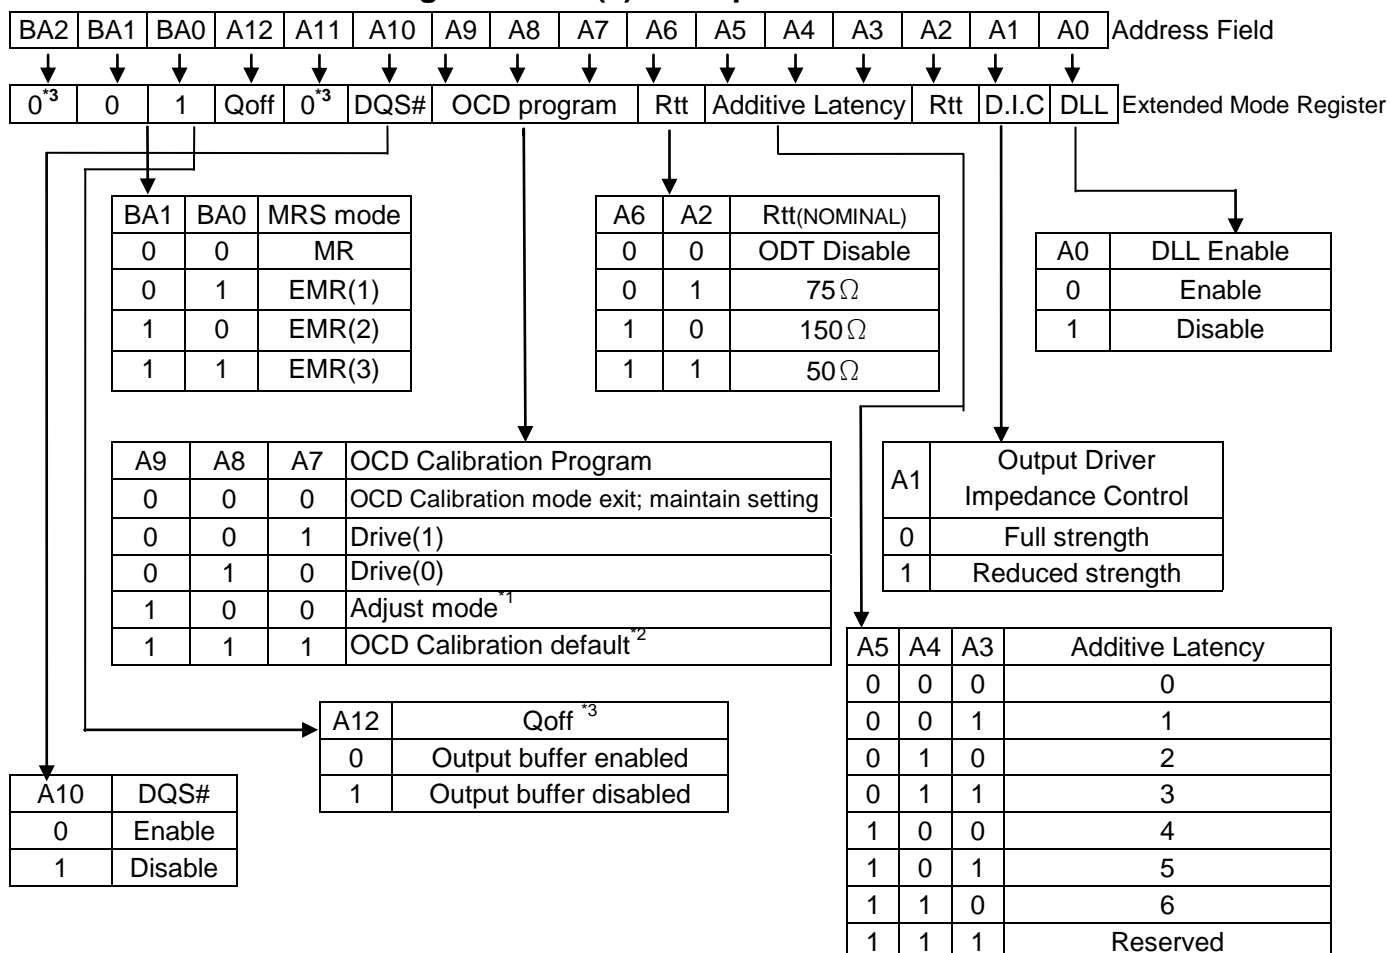 BA2 BA1 BA0 A12 A11 A10 A9 A8 A7 A6 A5 A4 A3 A2 A1 A0 Address Field
0*3 0 1 Qoff 0*3 DQS# OCD program Rtt Additive Latency Rtt D.I.C DLL Extended Mode Register
BA1 BA0 MRS mode
0 0 MR
0 1 EMR(1)
1 0 EMR(2)
1 1 EMR(3)
A6 A2 Rtt(NOMINAL)
0 0 ODT Disable
0 1 75Ω
1 0 150Ω
1 1 50Ω
A0 DLL Enable
0 Enable
1 Disable
A9 A8 A7 OCD Calibration Program
0 0 0 OCD Calibration mode exit; maintain setting
0 0 1 Drive(1)
0 1 0 Drive(0)
1 0 0 Adjust mode*1
1 1 1 OCD Calibration default*2
A1 Output Driver
Impedance Control
0 Full strength
1 Reduced strength
A12 Qoff *3
0 Output buffer enabled
1 Output buffer disabled
A10 DQS#
0 Enable
1 Disable
A5 A4 A3 Additive Latency
0 0 0 0
0 0 1 1
0 1 0 2
0 1 1 3
1 0 0 4
1 0 1 5
1 1 0 6
1 1 1 Reserved